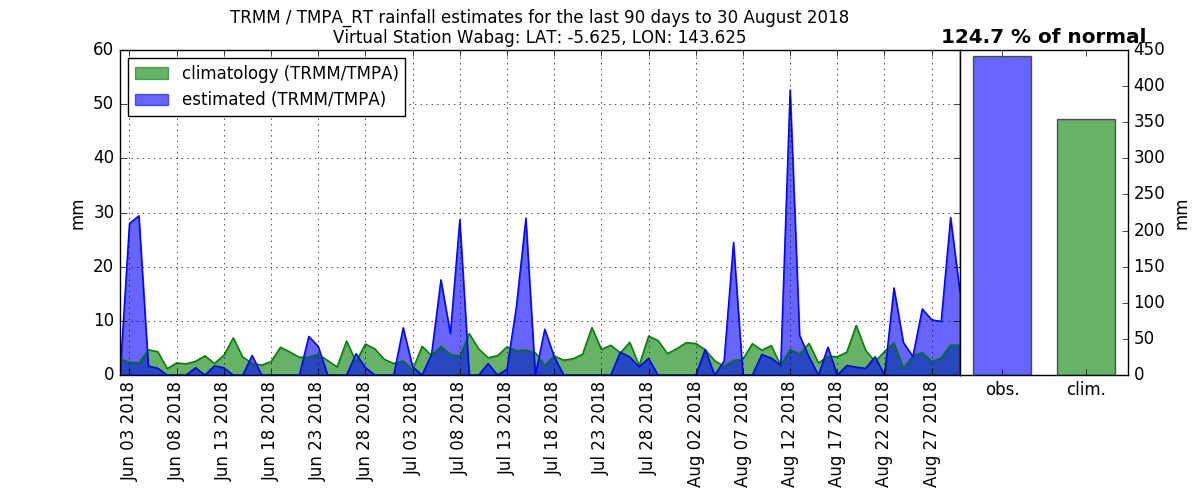 TRMM / TMPA_RT rainfall estimates for the last 90 days to 30 August 2018
Virtual Station Wabag: LAT: -5.625, LON: 143.625
124.7 % of normal
climatology (TRMM/TMPA)
estimated (TRMM/TMPA)
60
50
40
30
20
10
0
mm
Jun 03 2018
Jun 08 2018
Jun 13 2018
Jun 18 2018
Jun 23 2018
Jun 28 2018
Jul 03 2018
Jul 08 2018
Jul 13 2018
Jul 18 2018
Jul 23 2018
Jul 28 2018
Aug 02 2018
Aug 07 2018
Aug 12 2018
Aug 17 2018
Aug 22 2018
Aug 27 2018
obs.
clim.
450
400
350
300
250
200
150
100
50
0
mm